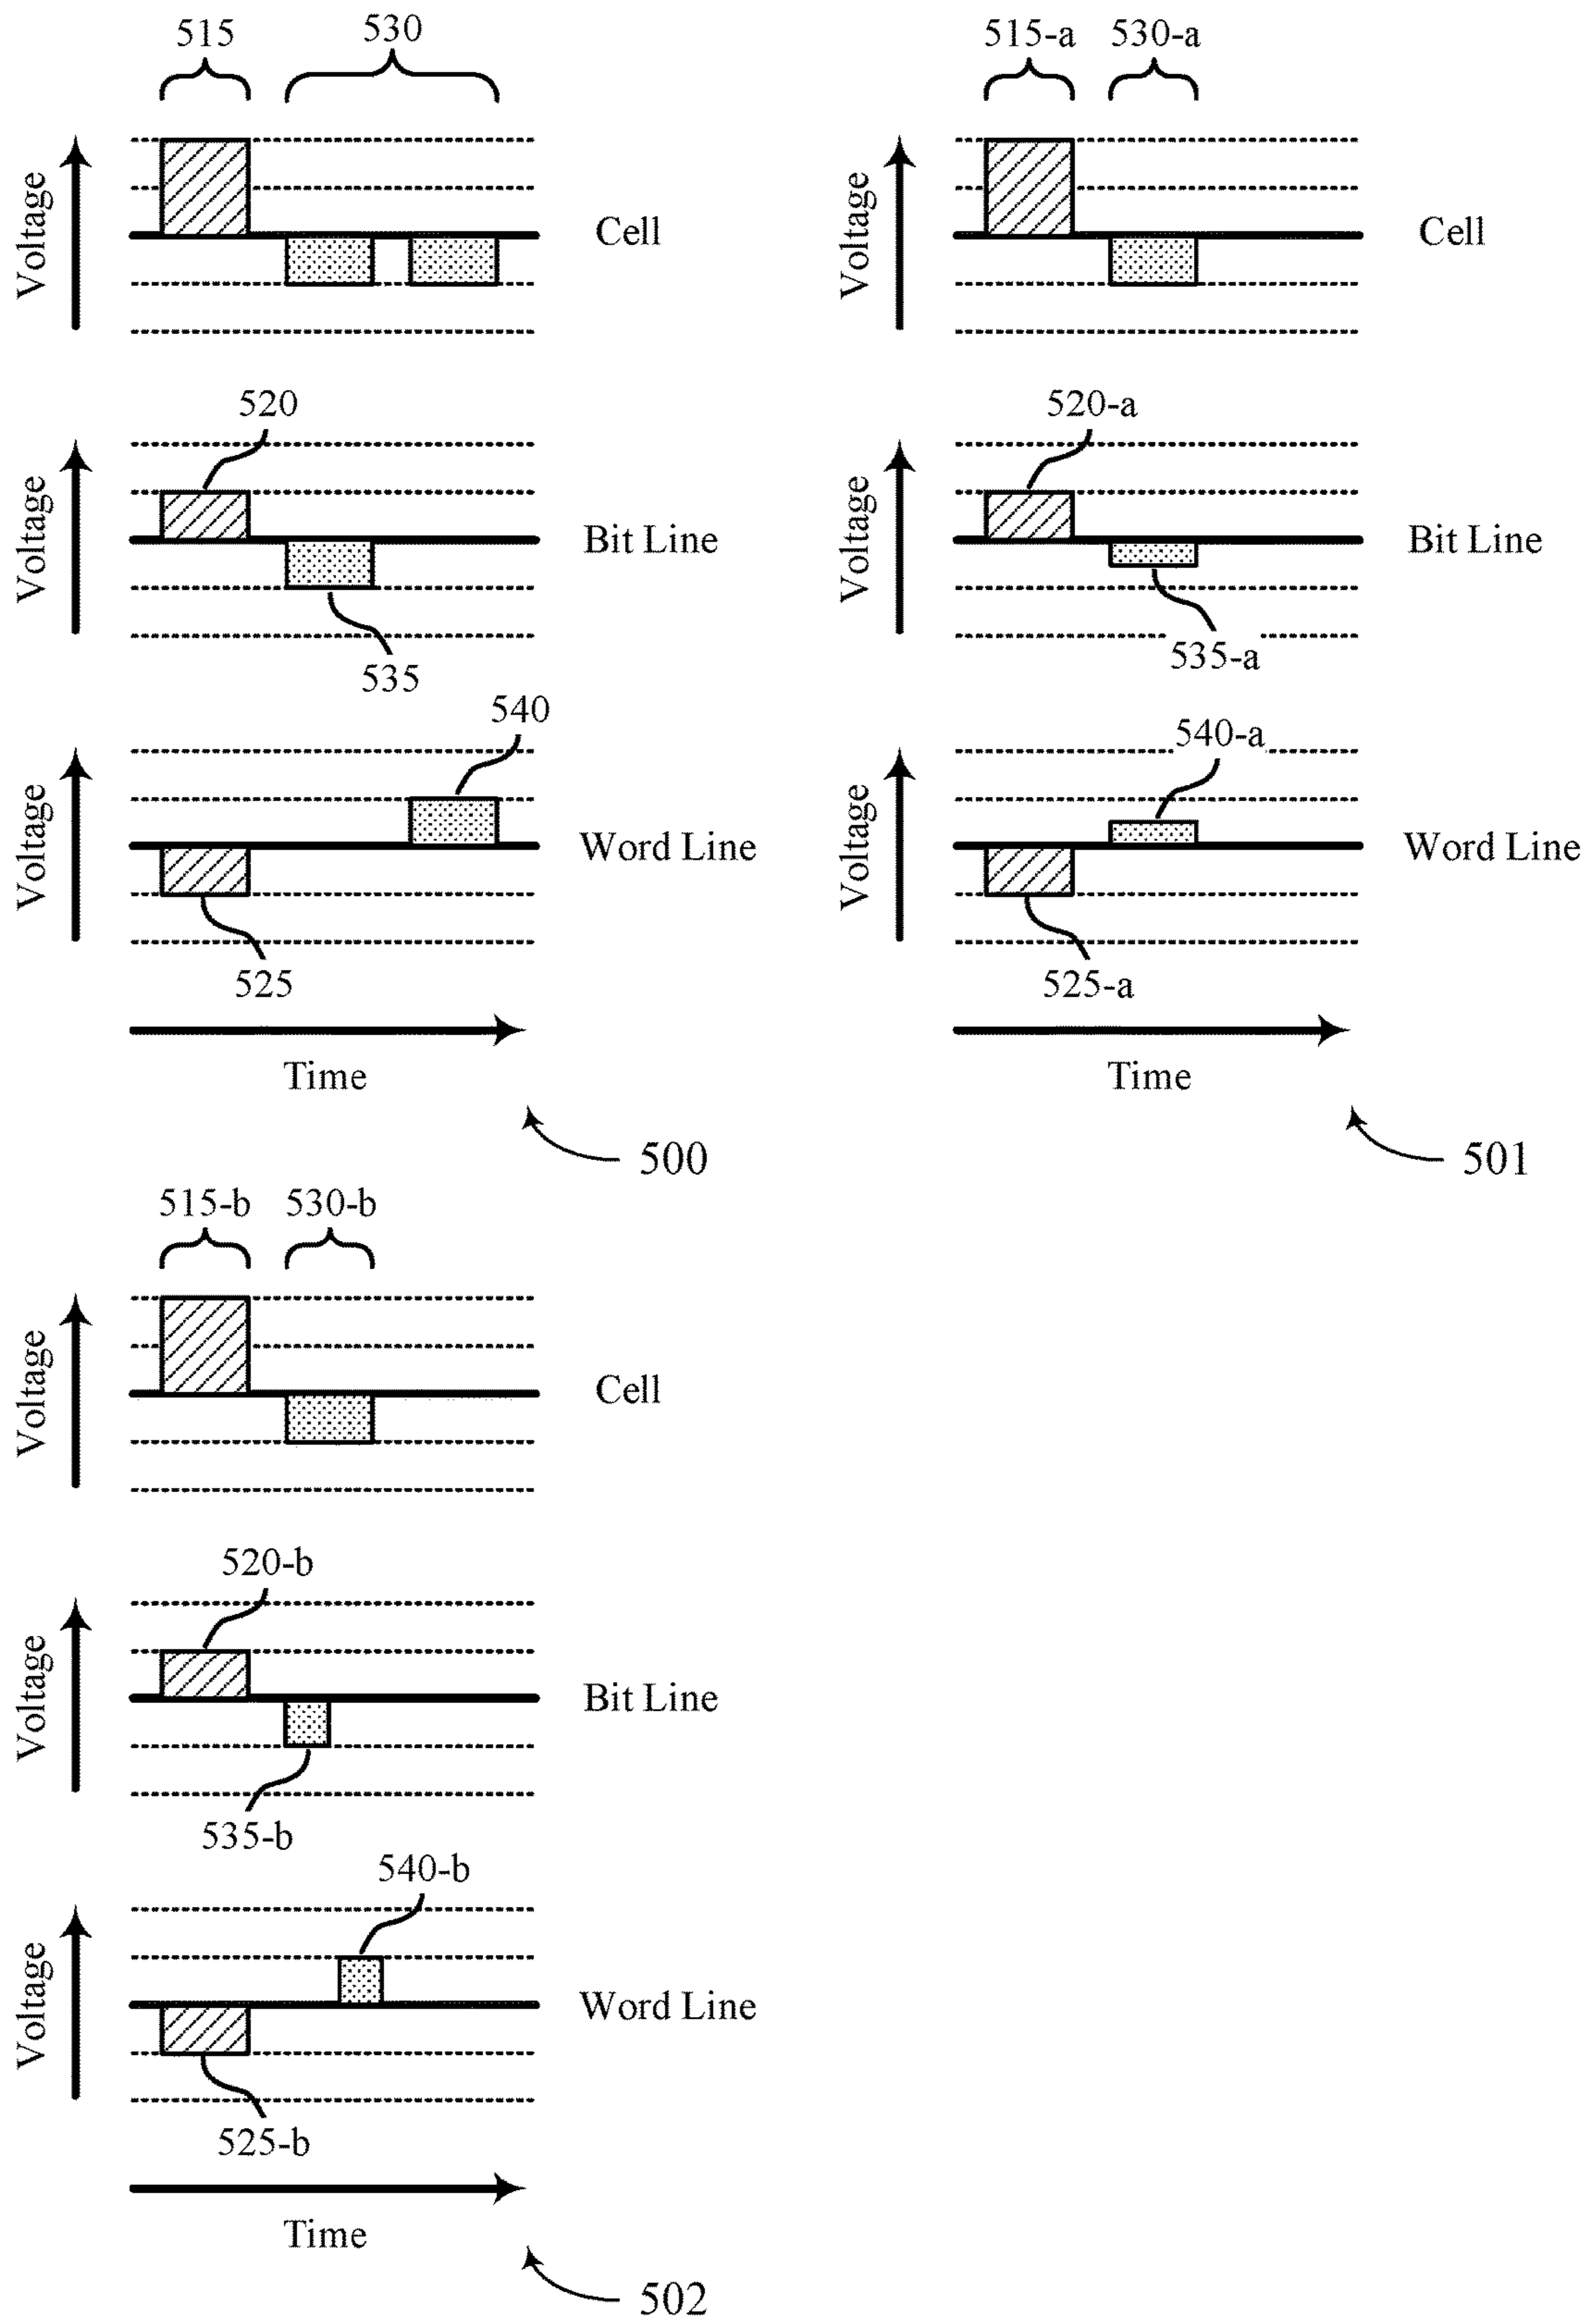 515
530
Voltage
Cell
520
Voltage
Bit Line
535
540
Voltage
Word Line
525
Time
500
515-a
530-a
Voltage
Cell
520-a
Voltage
Bit Line
535-a
540-a
Voltage
Word Line
525-a
Time
501
515-b
530-b
Voltage
Cell
520-b
Voltage
Bit Line
535-b
540-b
Voltage
Word Line
525-b
Time
502